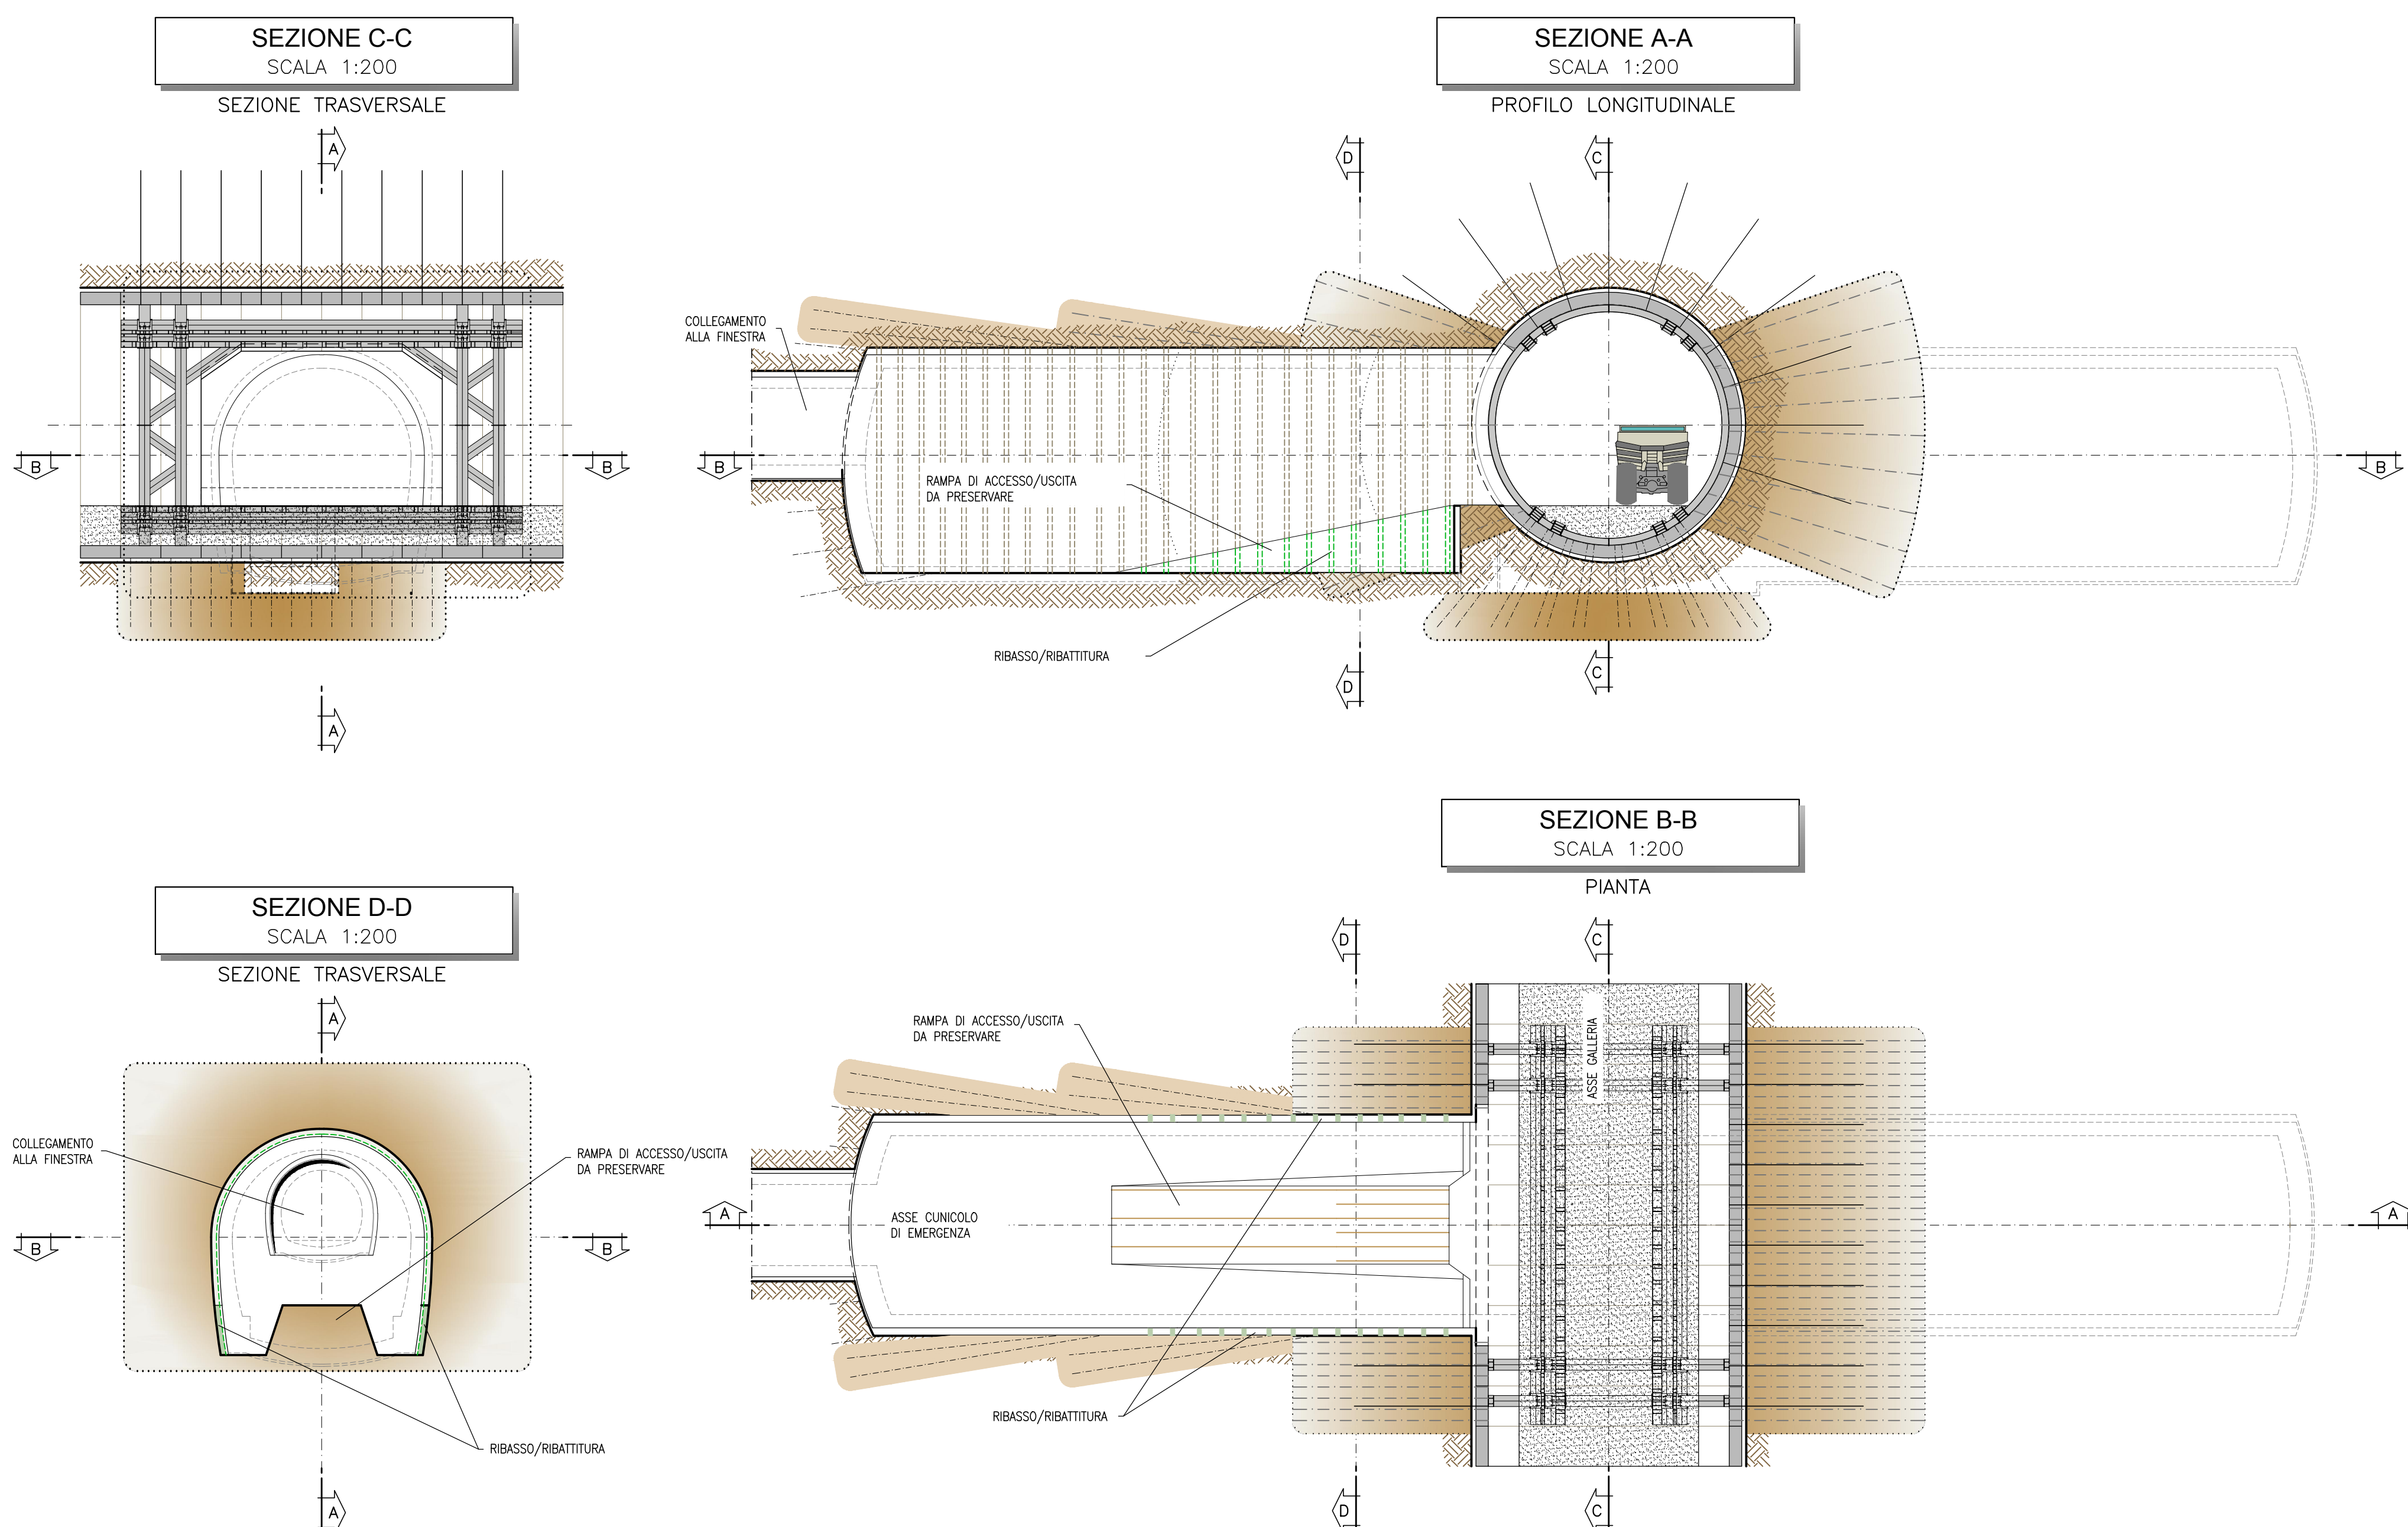 SEZIONE C-C
SCALA 1:200
SEZIONE TRASVERSALE
A
B
B
A
SEZIONE A-A
SCALA 1:200
PROFILO LONGITUDINALE
D
C
COLLEGAMENTO
ALLA FINESTRA
B
B
RAMPA DI ACCESSO/USCITA
DA PRESERVARE
RIBASSO/RIBATTITURA
D
C
SEZIONE D-D
SCALA 1:200
SEZIONE TRASVERSALE
A
COLLEGAMENTO
ALLA FINESTRA
RAMPA DI ACCESSO/USCITA
DA PRESERVARE
B
B
RIBASSO/RIBATTITURA
A
SEZIONE B-B
SCALA 1:200
PIANTA
D
C
RAMPA DI ACCESSO/USCITA
DA PRESERVARE
ASSE GALLERIA
A
A
ASSE CUNICOLO
DI EMERGENZA
RIBASSO/RIBATTITURA
D
C